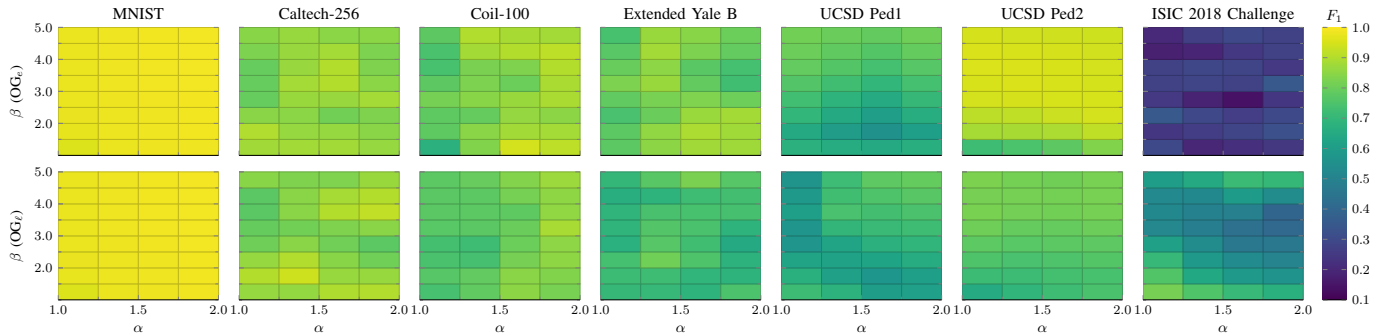 MNIST Caltech-256 Coil-100 Extended Yale B UCSD Ped1 UCSD Ped2 ISIC 2018 Challenge F₁
5.0 1.0
4.0 0.9
β (OGₑ) 3.0 0.8
2.0 0.7
0.6
5.0 0.5
4.0 0.4
β (OGℓ) 3.0 0.3
2.0 0.2
0.1
1.0 1.5 2.0 1.0 1.5 2.0 1.0 1.5 2.0 1.0 1.5 2.0 1.0 1.5 2.0 1.0 1.5 2.0 1.0 1.5 2.0
α α α α α α α